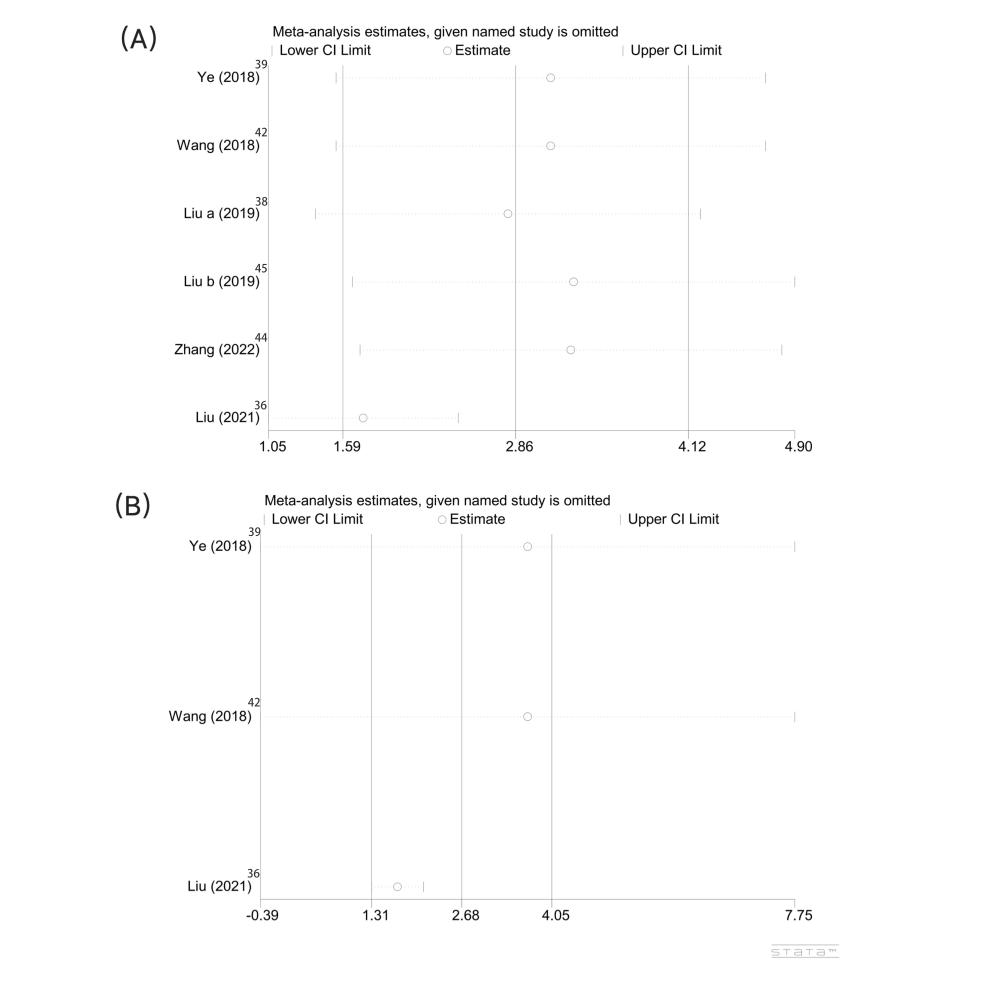 (A)
Meta-analysis estimates, given named study is omitted
Lower CI Limit Estimate Upper CI Limit
Ye (2018)39
Wang (2018)42
Liu a (2019)38
Liu b (2019)45
Zhang (2022)44
Liu (2021)36
1.05 1.59 2.86 4.12 4.90
(B)
Meta-analysis estimates, given named study is omitted
Lower CI Limit Estimate Upper CI Limit
Ye (2018)39
Wang (2018)42
Liu (2021)36
-0.39 1.31 2.68 4.05 7.75
STATA™